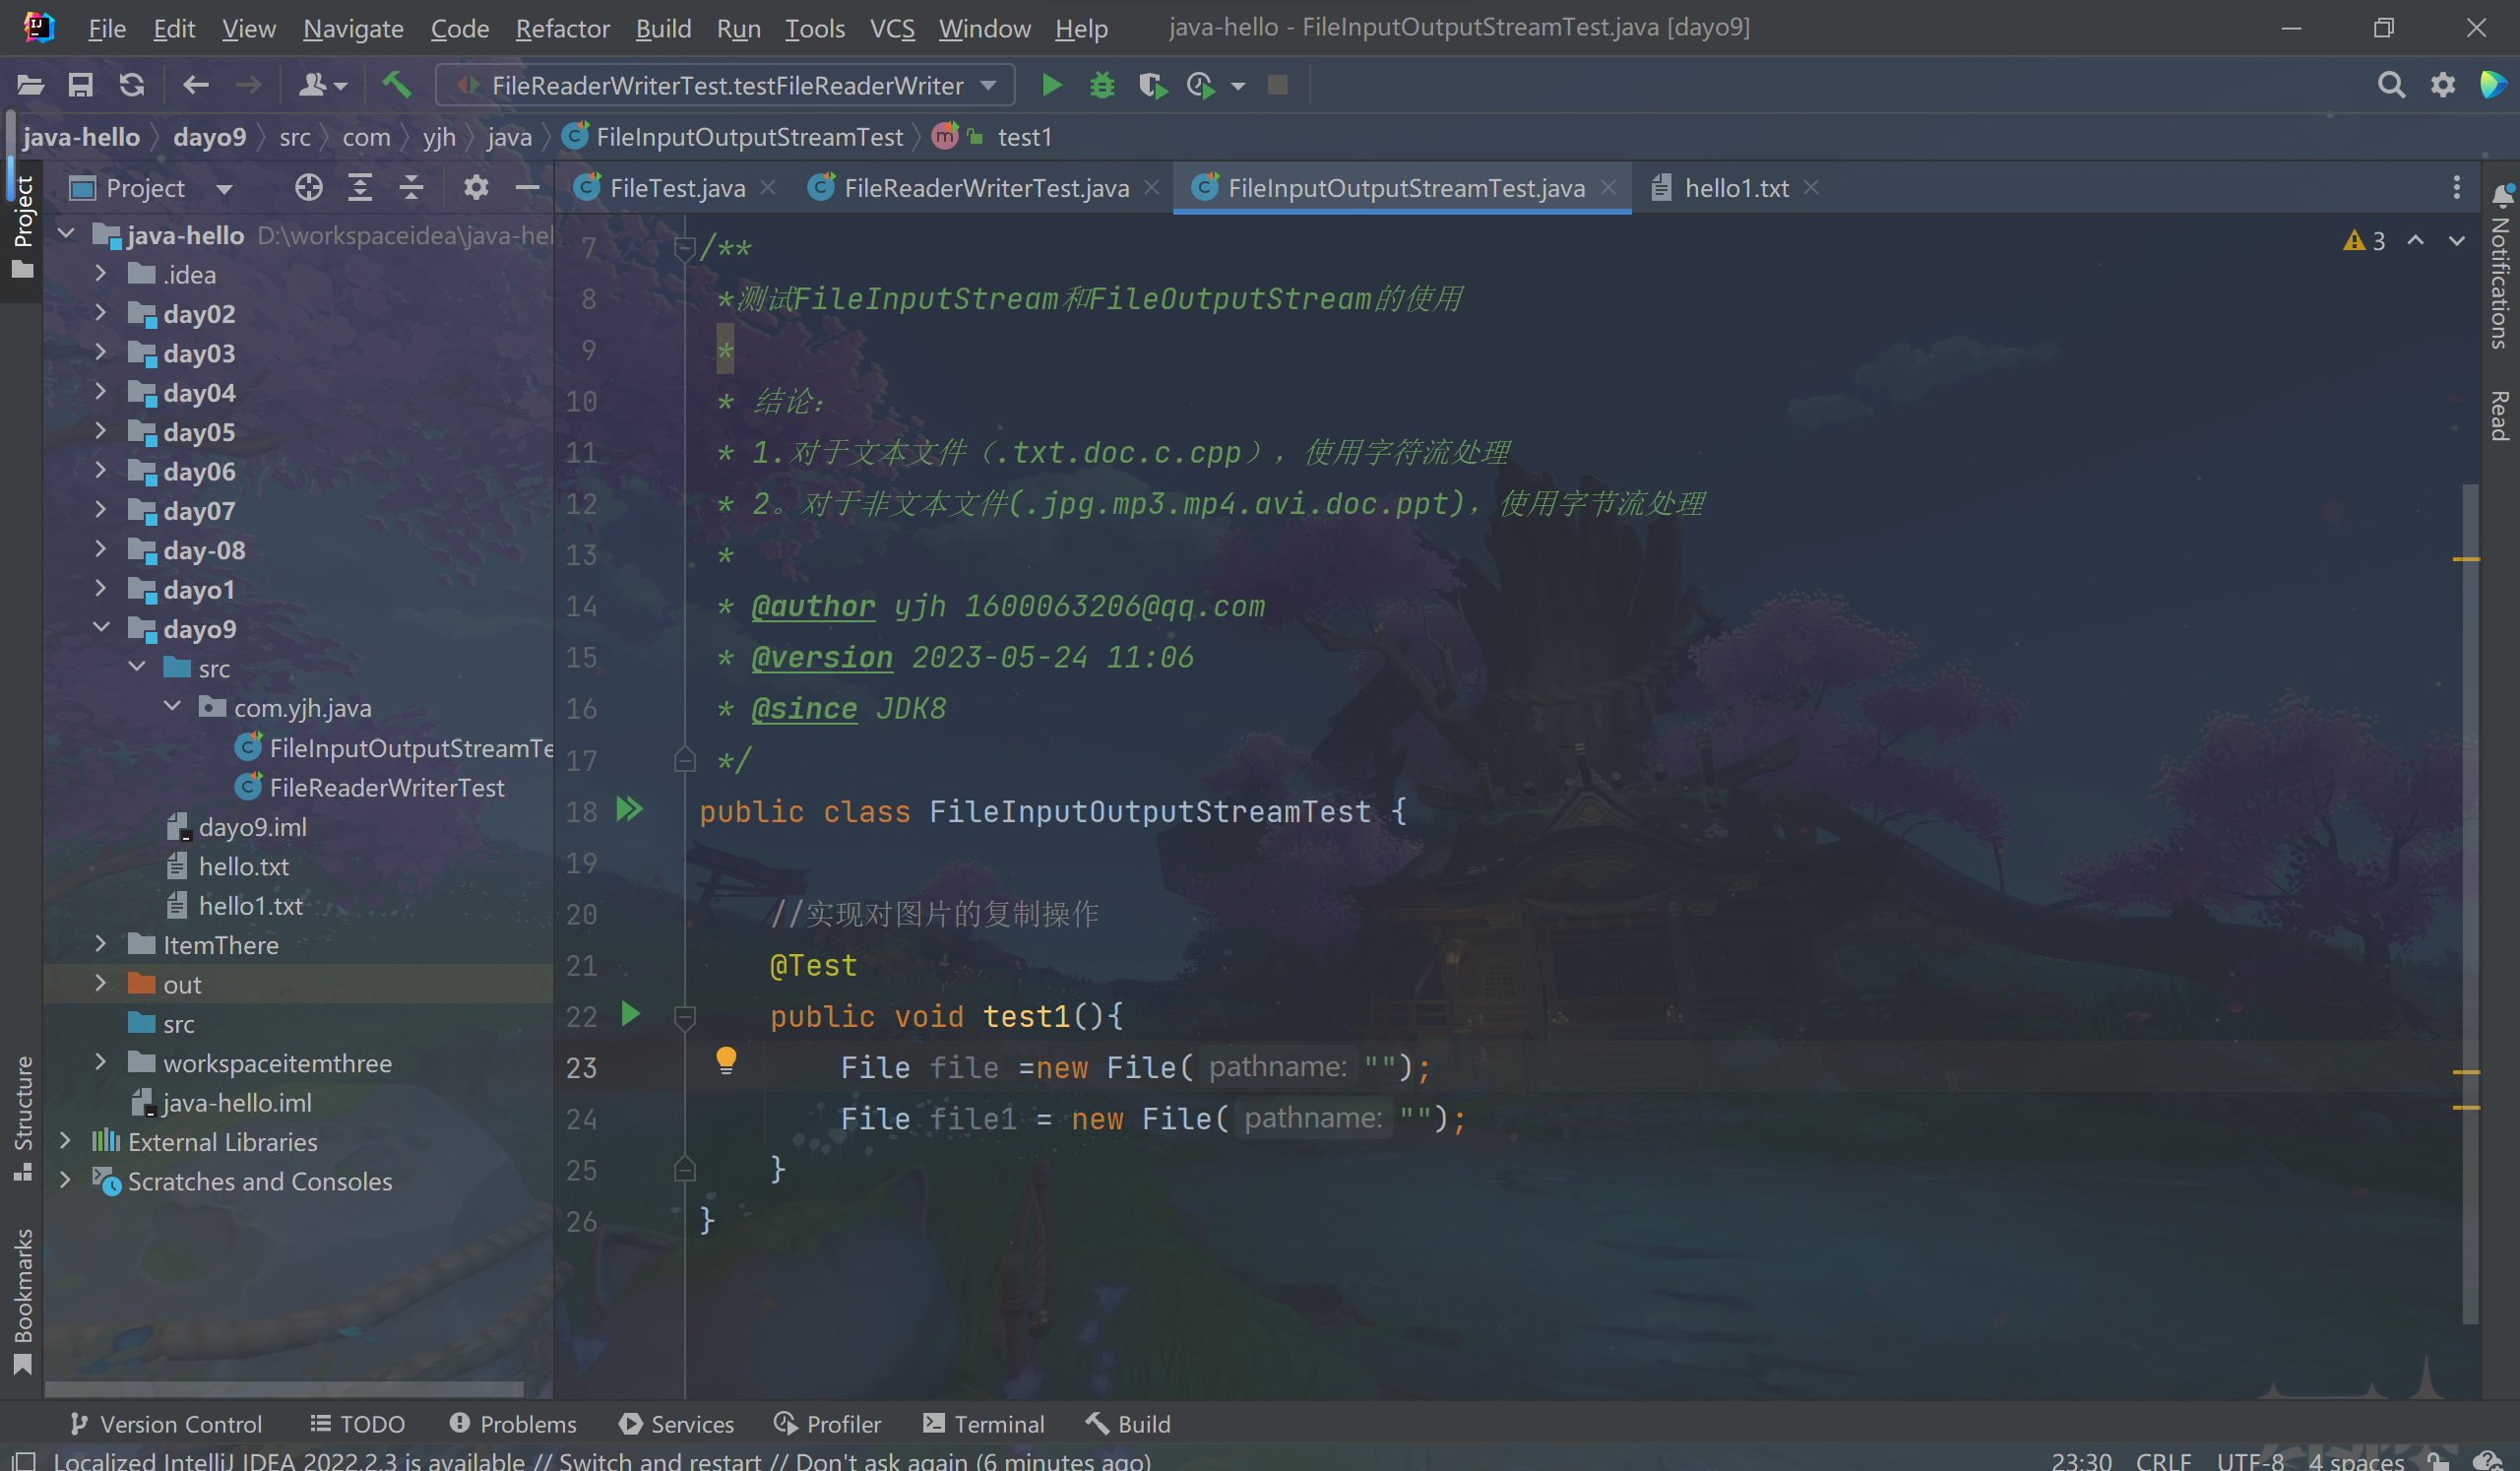 File Edit View Navigate Code Refactor Build Run Tools VCS Window Help java-hello - FileInputOutputStreamTest.java [dayo9]
FileReaderWriterTest.testFileReaderWriter
java-hello dayo9 src com yjh java FileInputOutputStreamTest test1
Project
FileTest.java FileReaderWriterTest.java FileInputOutputStreamTest.java hello1.txt
Project
java-hello D:\workspaceidea\java-hel
.idea
day02
day03
day04
day05
day06
day07
day-08
dayo1
dayo9
src
com.yjh.java
FileInputOutputStreamTe
FileReaderWriterTest
dayo9.iml
hello.txt
hello1.txt
ItemThere
out
src
workspaceitemthree
java-hello.iml
External Libraries
Scratches and Consoles
Structure
Bookmarks
3
7 /**
8 *测试FileInputStream和FileOutputStream的使用
9 *
10 * 结论：
11 * 1.对于文本文件（.txt.doc.c.cpp），使用字符流处理
12 * 2。对于非文本文件(.jpg.mp3.mp4.avi.doc.ppt)，使用字节流处理
13 *
14 * @author yjh 1600063206@qq.com
15 * @version 2023-05-24 11:06
16 * @since JDK8
17 */
18 public class FileInputOutputStreamTest {
19
20 //实现对图片的复制操作
21 @Test
22 public void test1(){
23 File file =new File( pathname: "");
24 File file1 = new File( pathname: "");
25 }
26 }
Notifications
Read
Version Control TODO Problems Services Profiler Terminal Build
Localized IntelliJ IDEA 2022.2.3 is available // Switch and restart // Don't ask again (6 minutes ago) 23:30 CRLF UTF-8 4 spaces